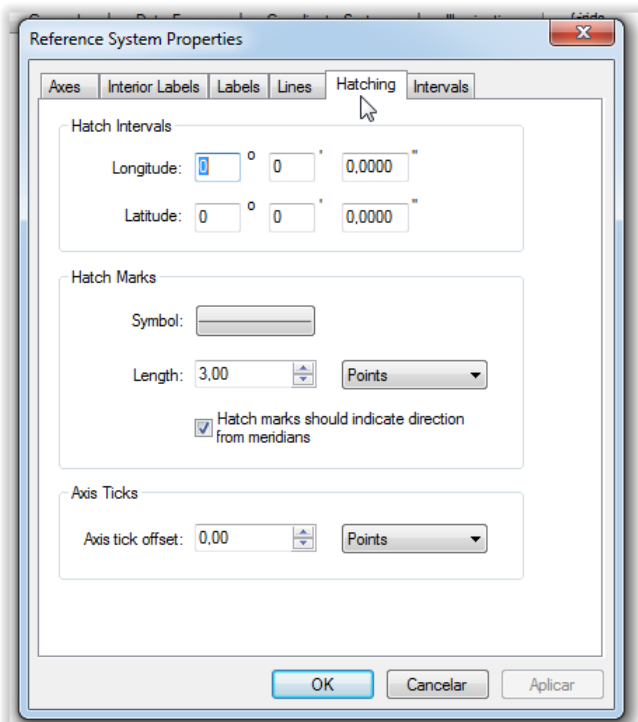 Reference System Properties
Axes Interior Labels Labels Lines Hatching Intervals
Hatch Intervals
Longitude: 0 ° 0 ' 0,0000 "
Latitude: 0 ° 0 ' 0,0000 "
Hatch Marks
Symbol:
Length: 3,00 Points
Hatch marks should indicate direction
from meridians
Axis Ticks
Axis tick offset: 0,00 Points
OK Cancelar Aplicar